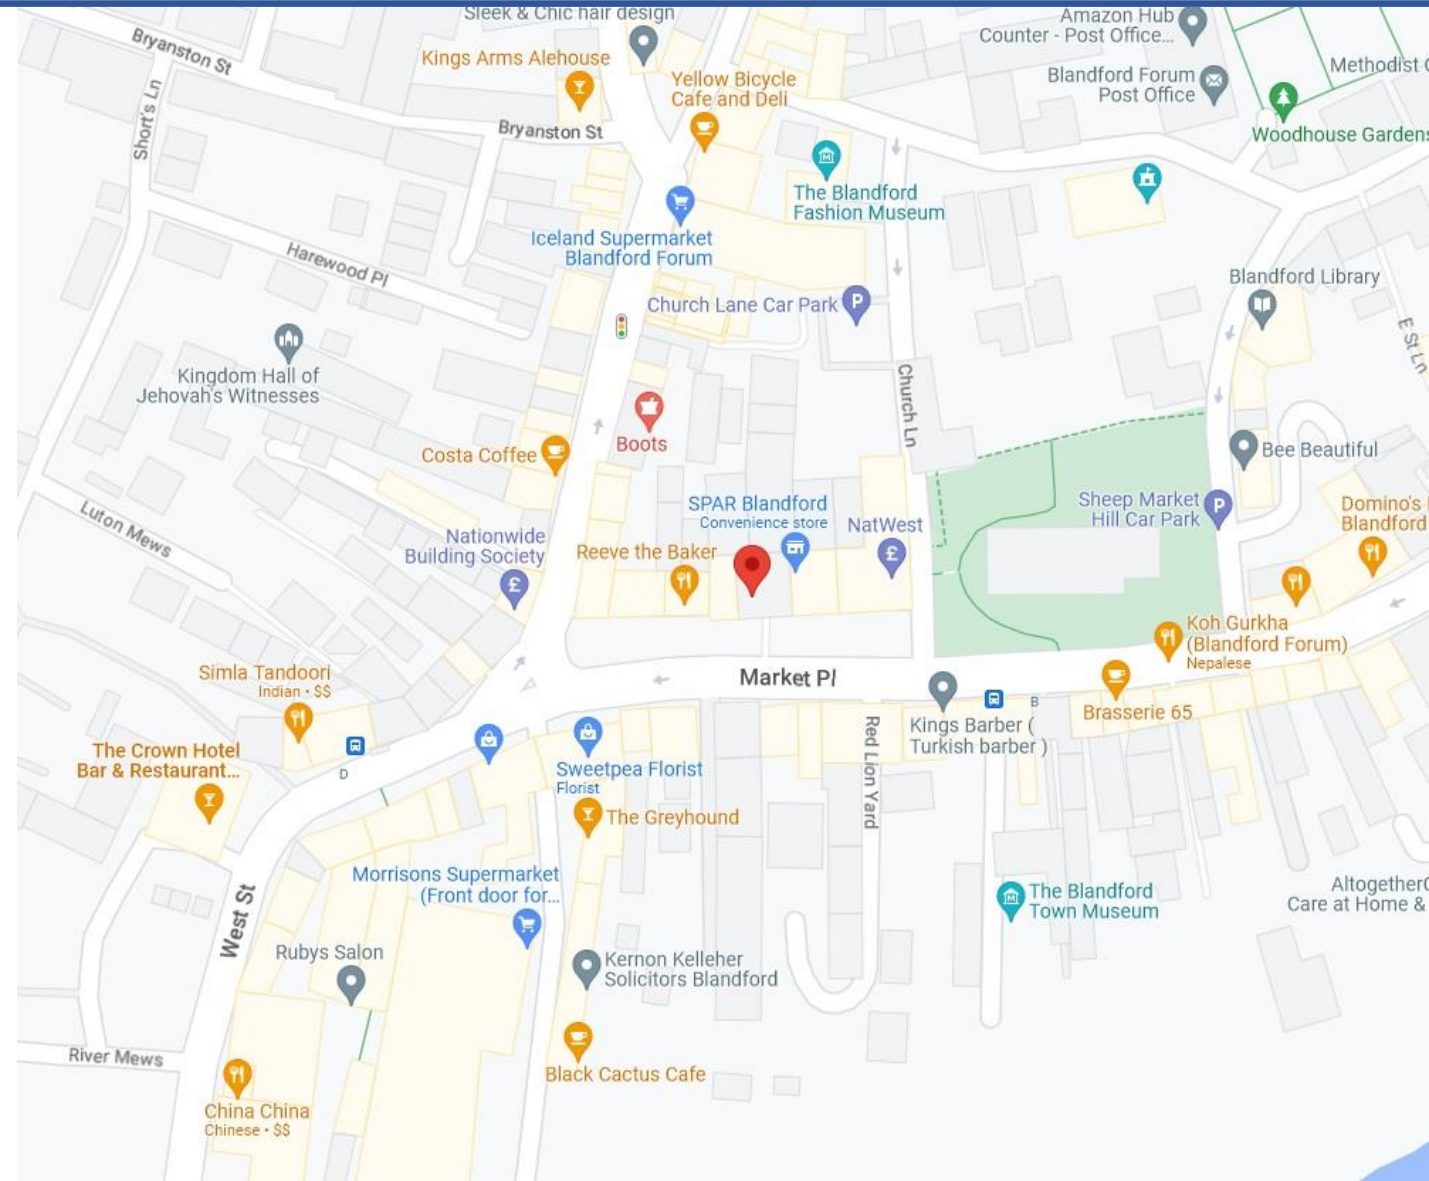 Sleek & Chic hair design
Amazon Hub
Counter - Post Office...
Bryanston St
Kings Arms Alehouse
Yellow Bicycle
Cafe and Deli
Blandford Forum
Post Office
Methodist
Short's Ln
Bryanston St
Woodhouse Gardens
The Blandford
Fashion Museum
Iceland Supermarket
Blandford Forum
Harewood Pl
Blandford Library
Church Lane Car Park
P
E St Ln
Kingdom Hall of
Jehovah's Witnesses
Church Ln
Boots
Costa Coffee
Bee Beautiful
SPAR Blandford
Convenience store
Sheep Market
Hill Car Park
P
Domino's
Blandford
Luton Mews
Nationwide
Building Society
£
Reeve the Baker
NatWest
£
Koh Gurkha
(Blandford Forum)
Nepalese
Simla Tandoori
Indian • $$
Market Pl
B
Brasserie 65
Kings Barber (
Turkish barber )
Red Lion Yard
The Crown Hotel
Bar & Restaurant...
D
Sweetpea Florist
Florist
The Greyhound
Morrisons Supermarket
(Front door for...
The Blandford
Town Museum
Altogether
Care at Home &
West St
Rubys Salon
Kernon Kelleher
Solicitors Blandford
River Mews
Black Cactus Cafe
China China
Chinese • $$